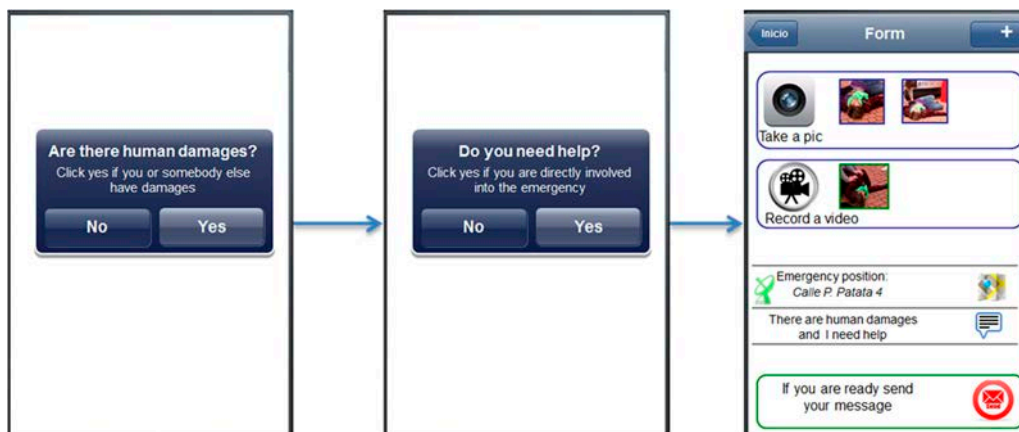 Are there human damages?
Click yes if you or somebody else
have damages
No
Yes
Do you need help?
Click yes if you are directly involved
into the emergency
No
Yes
Inicio
Form
+
Take a pic
Record a video
Emergency position:
Calle P. Patata 4
There are human damages
and I need help
If you are ready send
your message